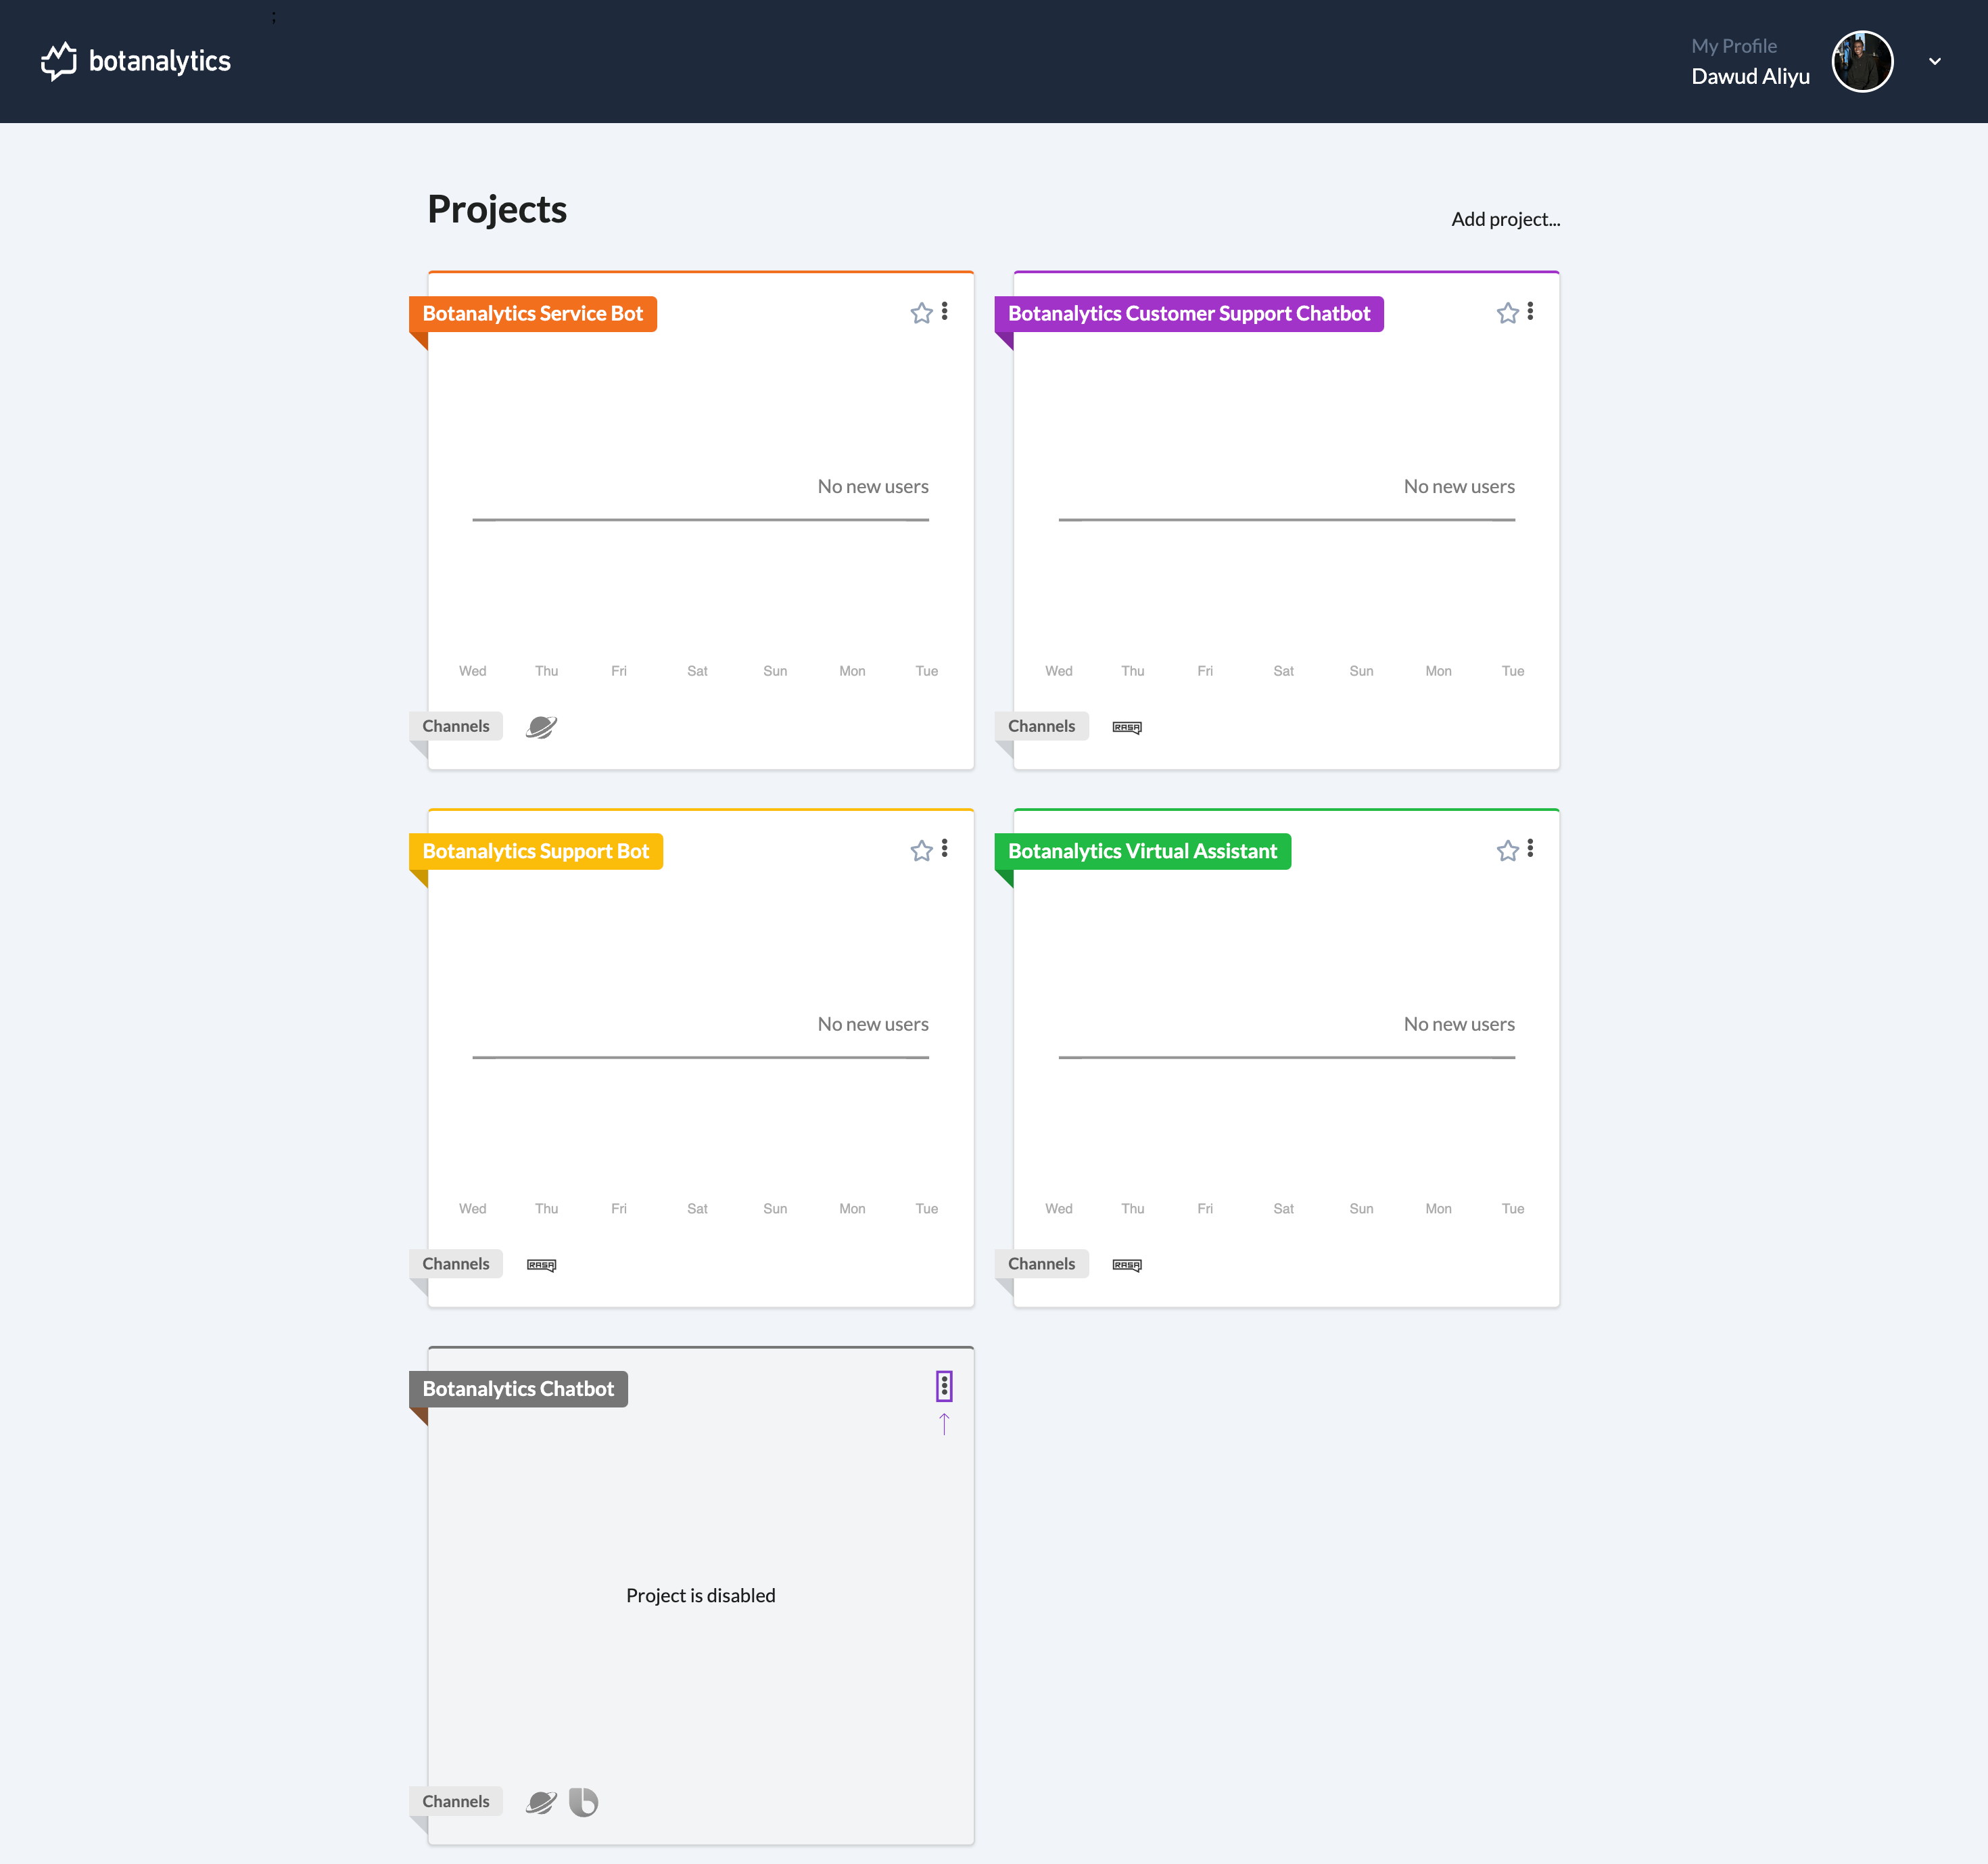 ;
botanalytics
My Profile
Dawud Aliyu
Projects
Add project...
Botanalytics Service Bot
No new users
Wed Thu Fri Sat Sun Mon Tue
Channels
Botanalytics Customer Support Chatbot
No new users
Wed Thu Fri Sat Sun Mon Tue
Channels
RASA
Botanalytics Support Bot
No new users
Wed Thu Fri Sat Sun Mon Tue
Channels
RASA
Botanalytics Virtual Assistant
No new users
Wed Thu Fri Sat Sun Mon Tue
Channels
RASA
Botanalytics Chatbot
Project is disabled
Channels
b